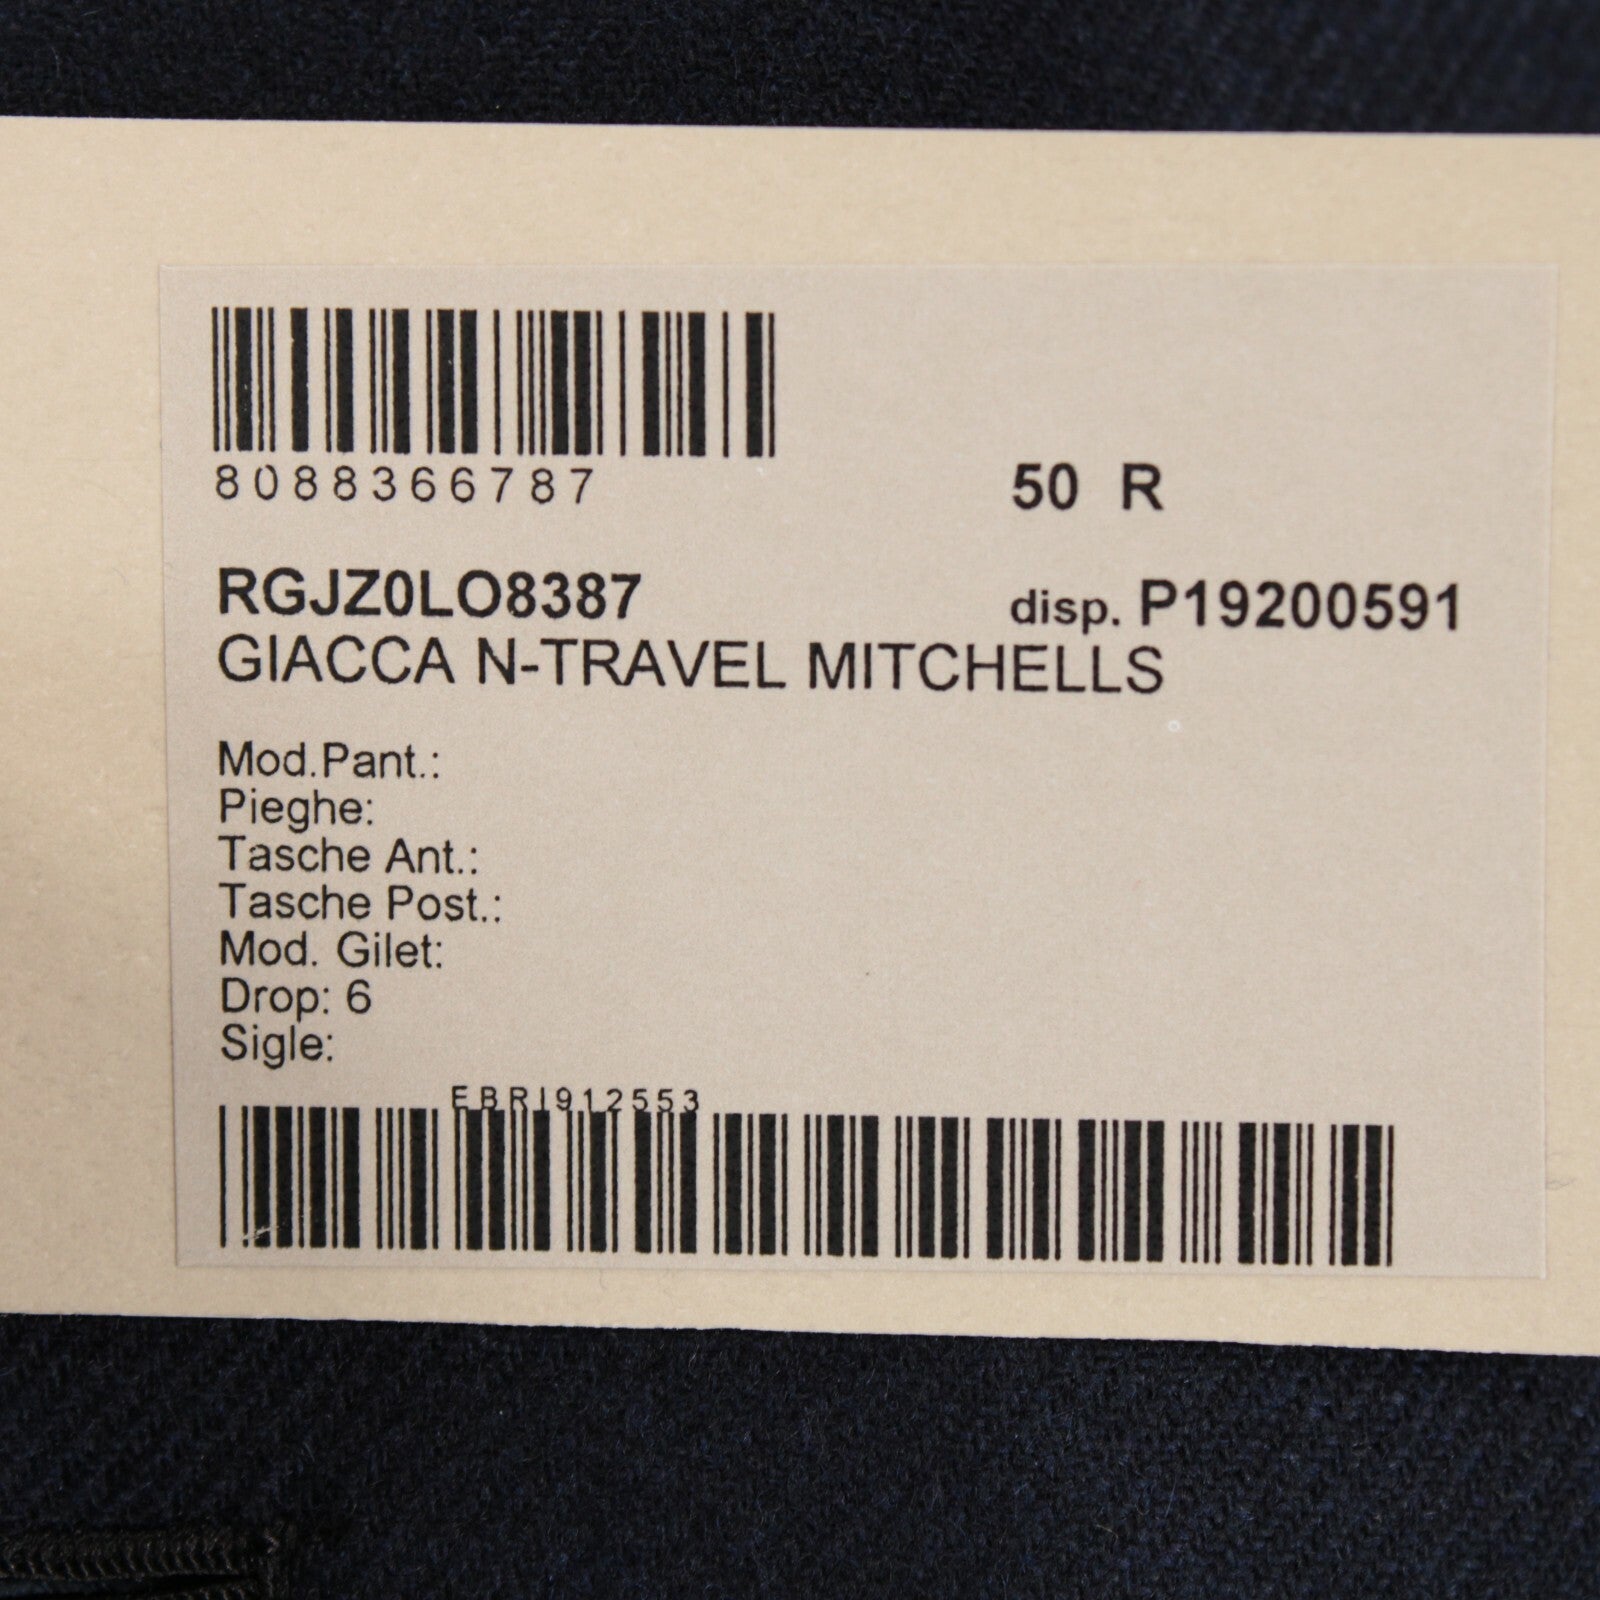 8088366787
50 R
RGJZ0LO8387
disp. P19200591
GIACCA N-TRAVEL MITCHELLS
Mod.Pant.:
Pieghe:
Tasche Ant.:
Tasche Post.:
Mod. Gilet:
Drop: 6
Sigle:
EBRI912553